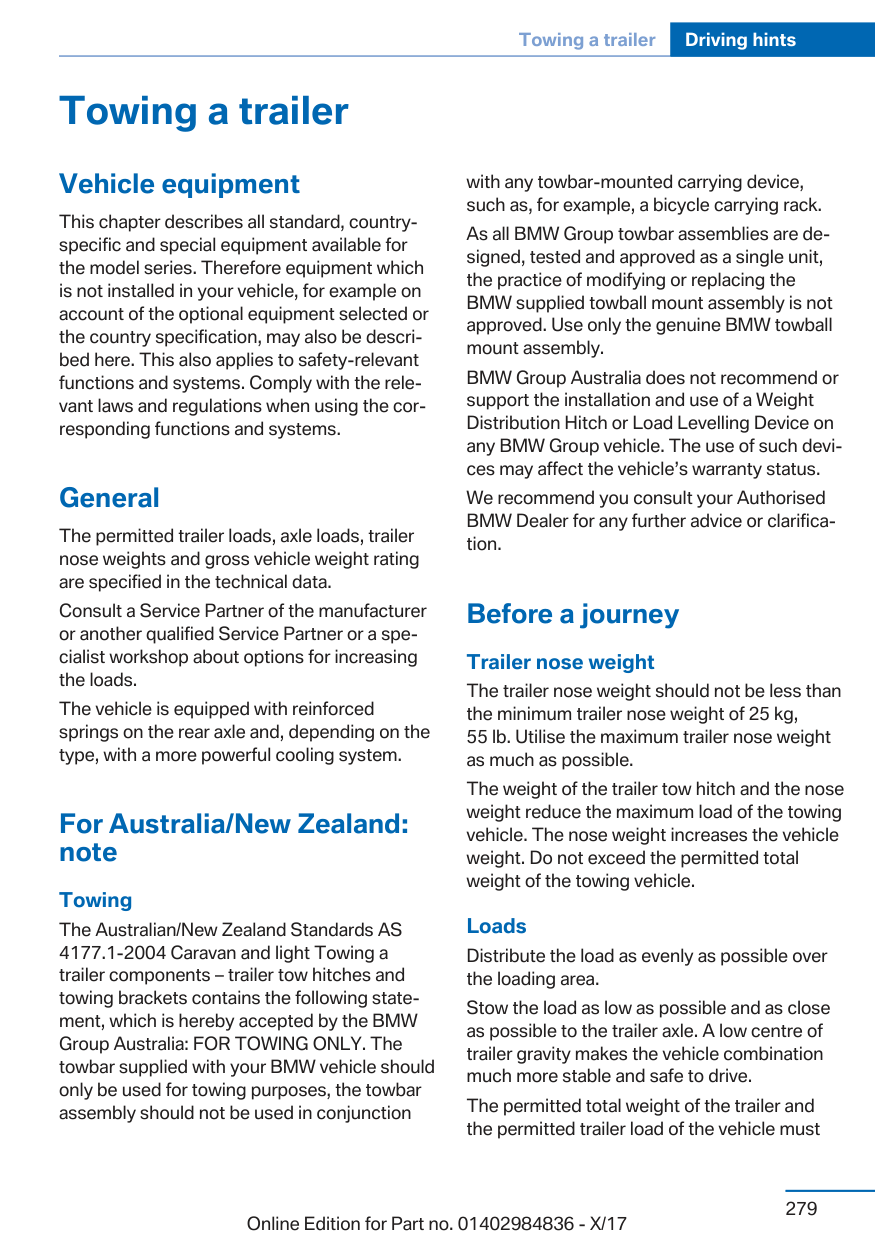 Towing a trailer Driving hints
Towing a trailer
Vehicle equipment
This chapter describes all standard, country-
specific and special equipment available for
the model series. Therefore equipment which
is not installed in your vehicle, for example on
account of the optional equipment selected or
the country specification, may also be descri-
bed here. This also applies to safety-relevant
functions and systems. Comply with the rele-
vant laws and regulations when using the cor-
responding functions and systems.
General
The permitted trailer loads, axle loads, trailer
nose weights and gross vehicle weight rating
are specified in the technical data.
Consult a Service Partner of the manufacturer
or another qualified Service Partner or a spe-
cialist workshop about options for increasing
the loads.
The vehicle is equipped with reinforced
springs on the rear axle and, depending on the
type, with a more powerful cooling system.
For Australia/New Zealand:
note
Towing
The Australian/New Zealand Standards AS
4177.1-2004 Caravan and light Towing a
trailer components – trailer tow hitches and
towing brackets contains the following state-
ment, which is hereby accepted by the BMW
Group Australia: FOR TOWING ONLY. The
towbar supplied with your BMW vehicle should
only be used for towing purposes, the towbar
assembly should not be used in conjunction
with any towbar-mounted carrying device,
such as, for example, a bicycle carrying rack.
As all BMW Group towbar assemblies are de-
signed, tested and approved as a single unit,
the practice of modifying or replacing the
BMW supplied towball mount assembly is not
approved. Use only the genuine BMW towball
mount assembly.
BMW Group Australia does not recommend or
support the installation and use of a Weight
Distribution Hitch or Load Levelling Device on
any BMW Group vehicle. The use of such devi-
ces may affect the vehicle's warranty status.
We recommend you consult your Authorised
BMW Dealer for any further advice or clarifica-
tion.
Before a journey
Trailer nose weight
The trailer nose weight should not be less than
the minimum trailer nose weight of 25 kg,
55 lb. Utilise the maximum trailer nose weight
as much as possible.
The weight of the trailer tow hitch and the nose
weight reduce the maximum load of the towing
vehicle. The nose weight increases the vehicle
weight. Do not exceed the permitted total
weight of the towing vehicle.
Loads
Distribute the load as evenly as possible over
the loading area.
Stow the load as low as possible and as close
as possible to the trailer axle. A low centre of
trailer gravity makes the vehicle combination
much more stable and safe to drive.
The permitted total weight of the trailer and
the permitted trailer load of the vehicle must
279
Online Edition for Part no. 01402984836 - X/17